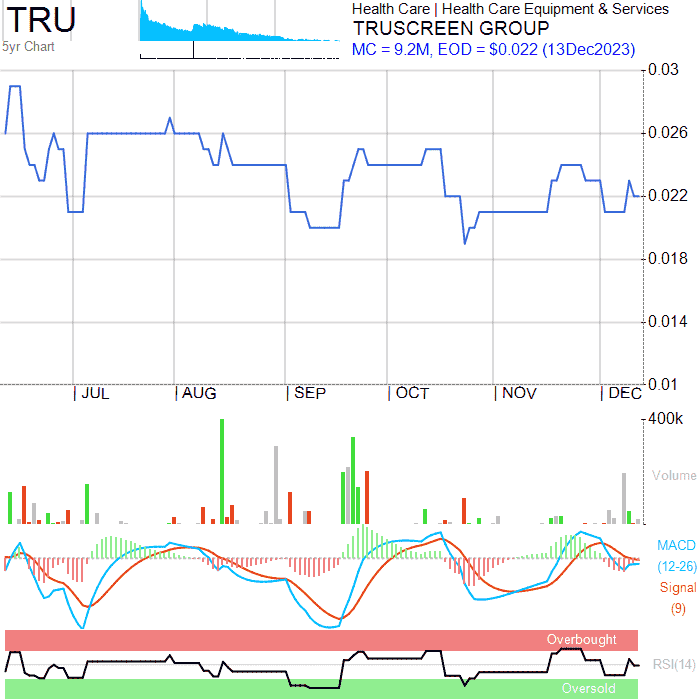 TRU
5yr Chart
Health Care | Health Care Equipment & Services
TRUSCREEN GROUP
MC = 9.2M, EOD = $0.022 (13Dec2023)
0.03
0.026
0.022
0.018
0.014
0.01
| JUL | AUG | SEP | OCT | NOV | DEC
400k
Volume
MACD
(12-26)
Signal
(9)
Overbought
RSI(14)
Oversold